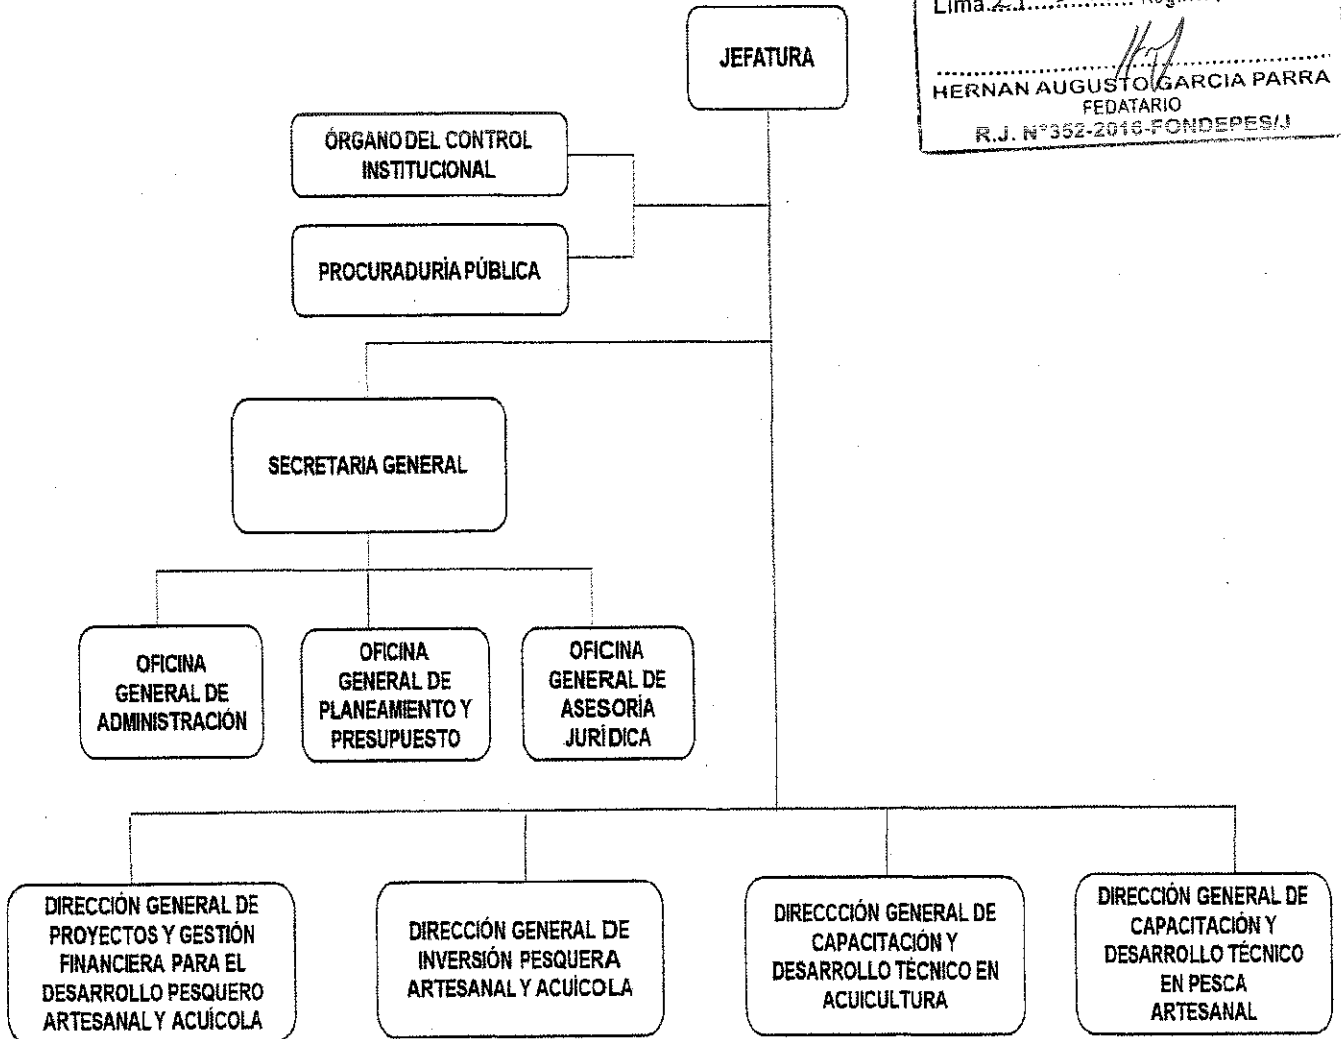 Lima
HERNAN AUGUSTO GARCIA PARRA
FEDATARIO
R.J. N°352-2016-FONDEPES/J
JEFATURA
ÓRGANO DEL CONTROL
INSTITUCIONAL
PROCURADURÍA PÚBLICA
SECRETARIA GENERAL
OFICINA
GENERAL DE
ADMINISTRACIÓN
OFICINA
GENERAL DE
PLANEAMIENTO Y
PRESUPUESTO
OFICINA
GENERAL DE
ASESORÍA
JURÍDICA
DIRECCIÓN GENERAL DE
PROYECTOS Y GESTIÓN
FINANCIERA PARA EL
DESARROLLO PESQUERO
ARTESANAL Y ACUÍCOLA
DIRECCIÓN GENERAL DE
INVERSIÓN PESQUERA
ARTESANAL Y ACUÍCOLA
DIRECCCIÓN GENERAL DE
CAPACITACIÓN Y
DESARROLLO TÉCNICO EN
ACUICULTURA
DIRECCIÓN GENERAL DE
CAPACITACIÓN Y
DESARROLLO TÉCNICO
EN PESCA
ARTESANAL